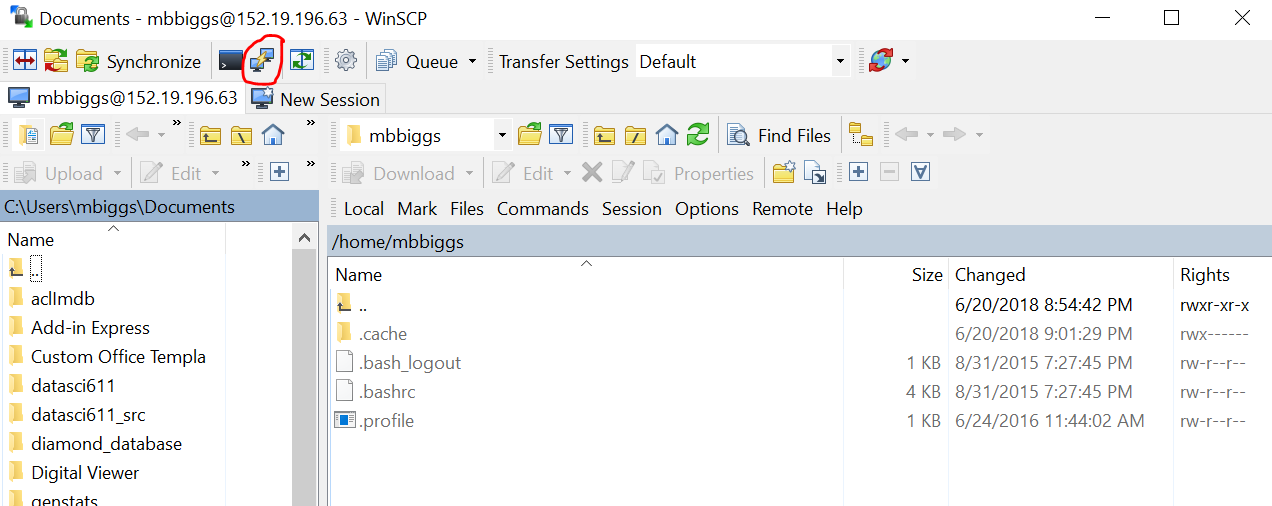 Documents - mbbiggs@152.19.196.63 - WinSCP
Synchronize Queue Transfer Settings Default
mbbiggs@152.19.196.63 New Session
mbbiggs Find Files
Upload Edit Download Edit Properties
C:\Users\mbiggs\Documents
Local Mark Files Commands Session Options Remote Help
/home/mbbiggs
Name
Name Size Changed Rights
..
.. 6/20/2018 8:54:42 PM rwxr-xr-x
aclImdb
.cache 6/20/2018 9:01:29 PM rwx------
Add-in Express
.bash_logout 1 KB 8/31/2015 7:27:45 PM rw-r--r--
Custom Office Templa
.bashrc 4 KB 8/31/2015 7:27:45 PM rw-r--r--
datasci611
.profile 1 KB 6/24/2016 11:44:02 AM rw-r--r--
datasci611_src
diamond_database
Digital Viewer
genstats